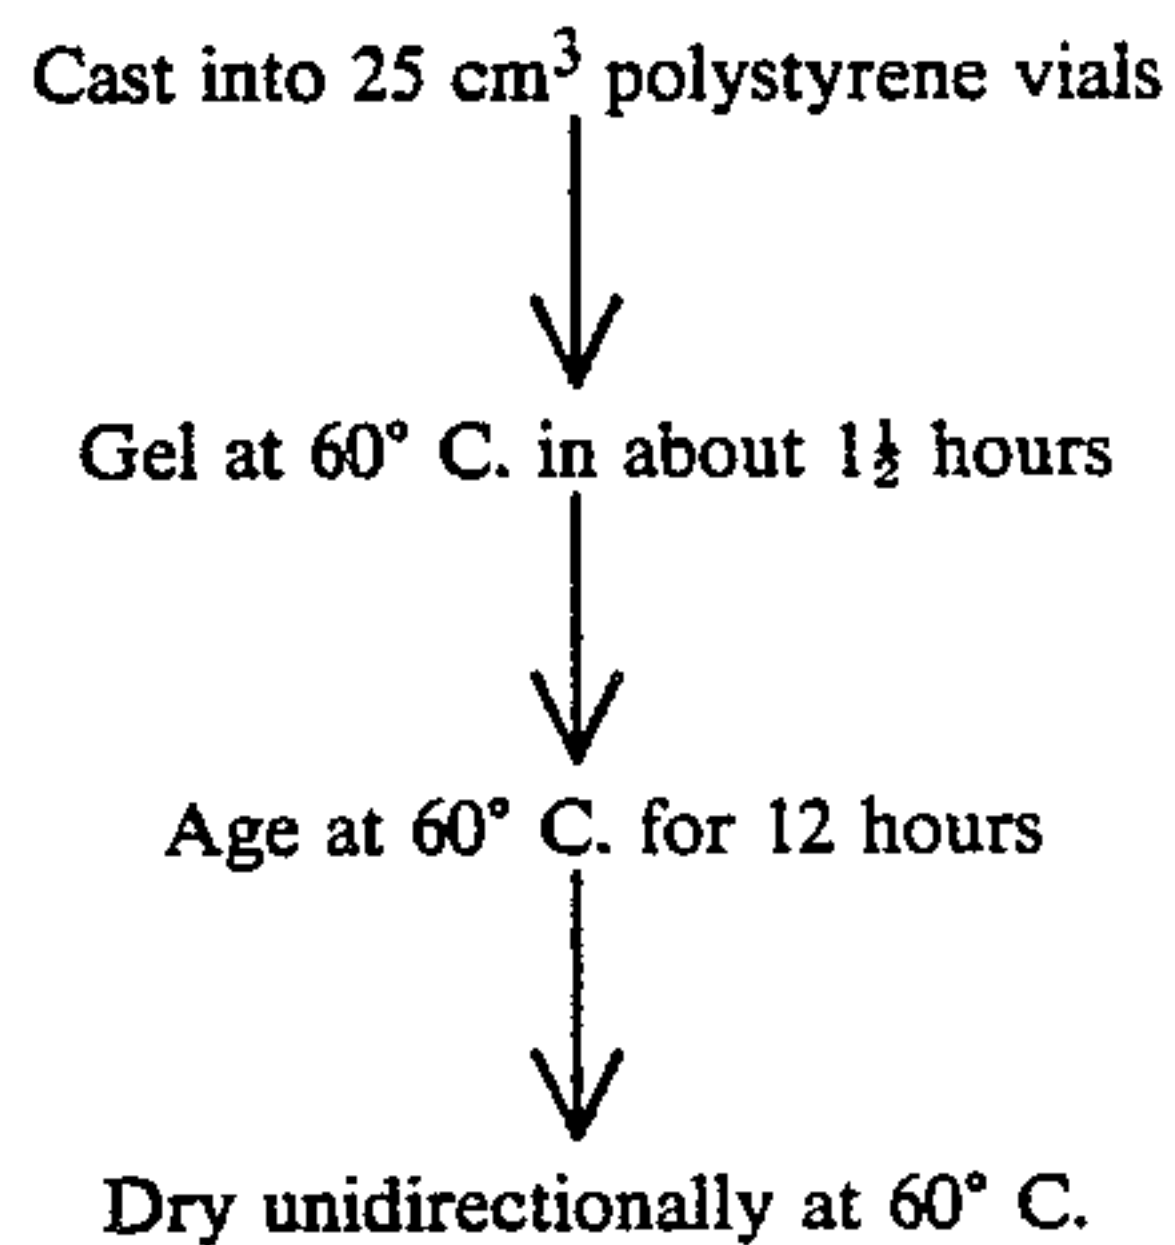 Cast into 25 cm³ polystyrene vials
Gel at 60° C. in about 1½ hours
Age at 60° C. for 12 hours
Dry unidirectionally at 60° C.